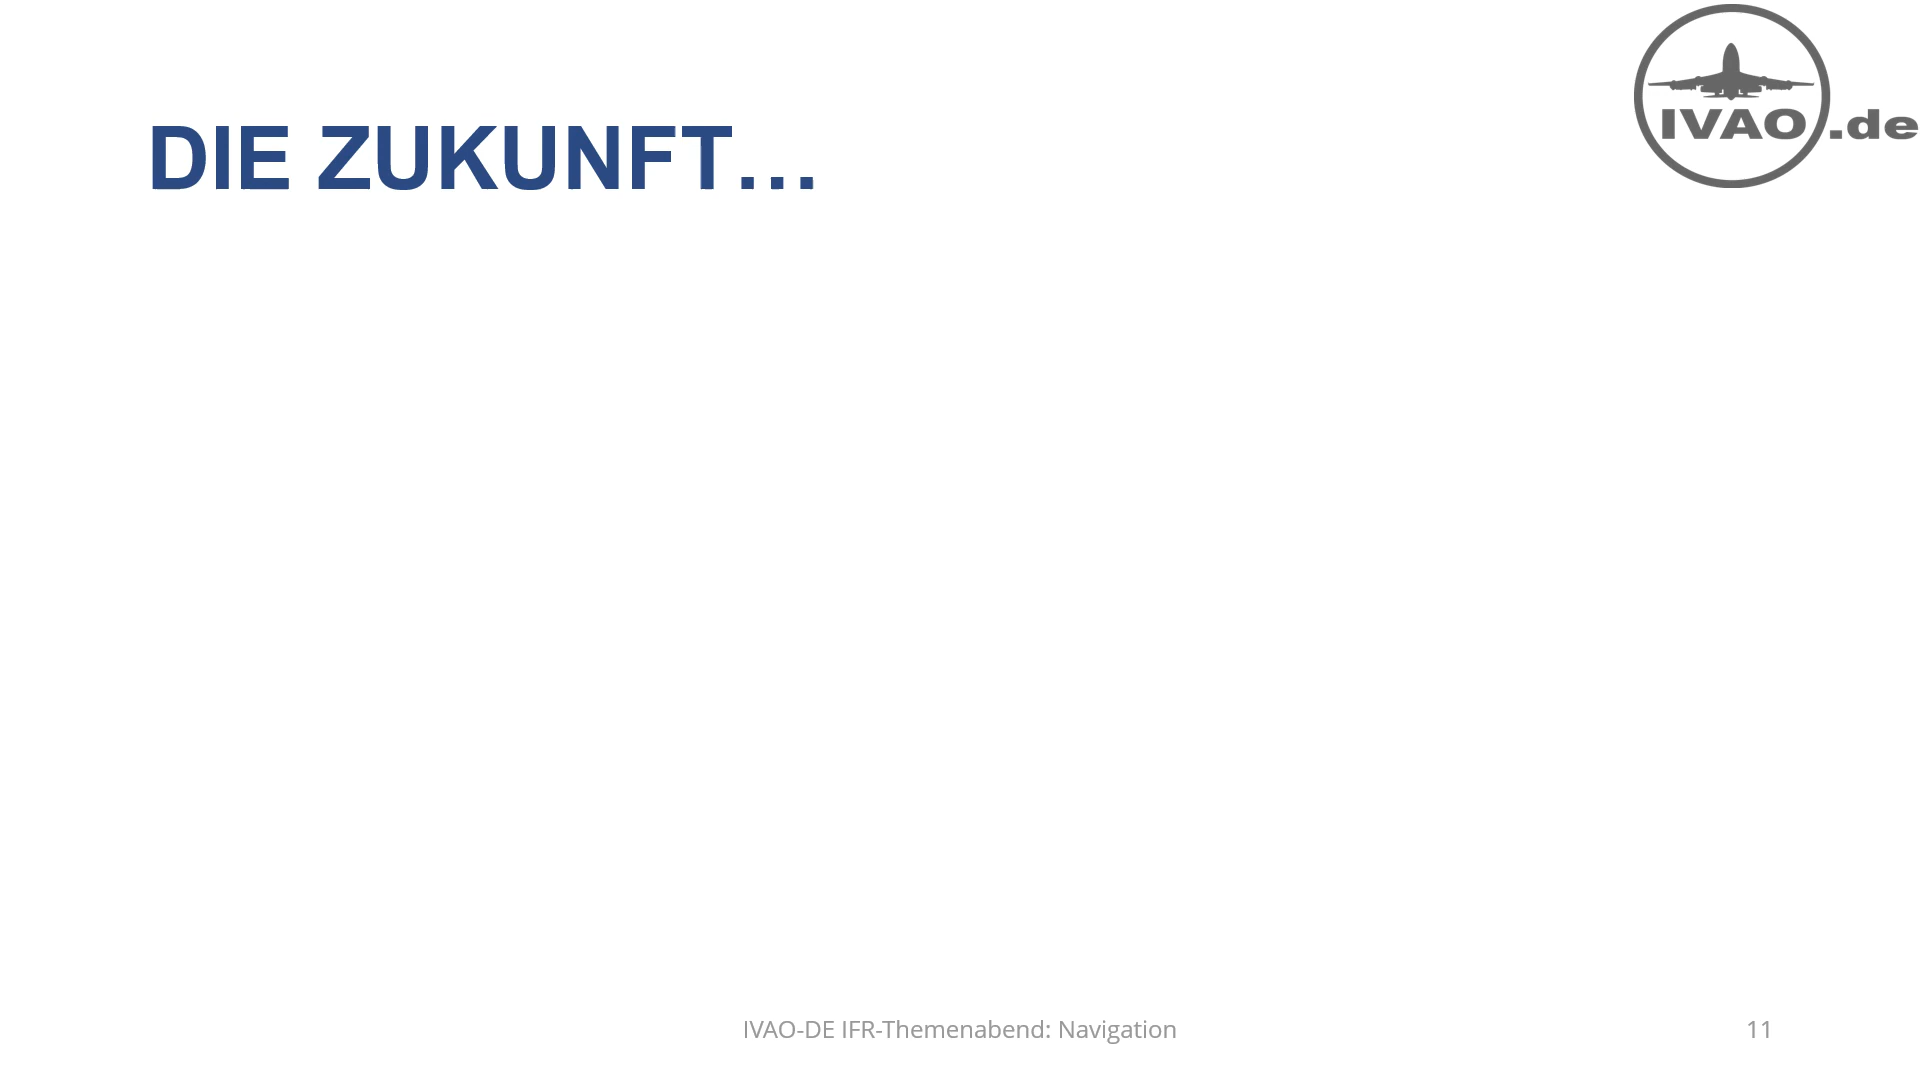 IVAO.de
DIE ZUKUNFT…
IVAO-DE IFR-Themenabend: Navigation
11